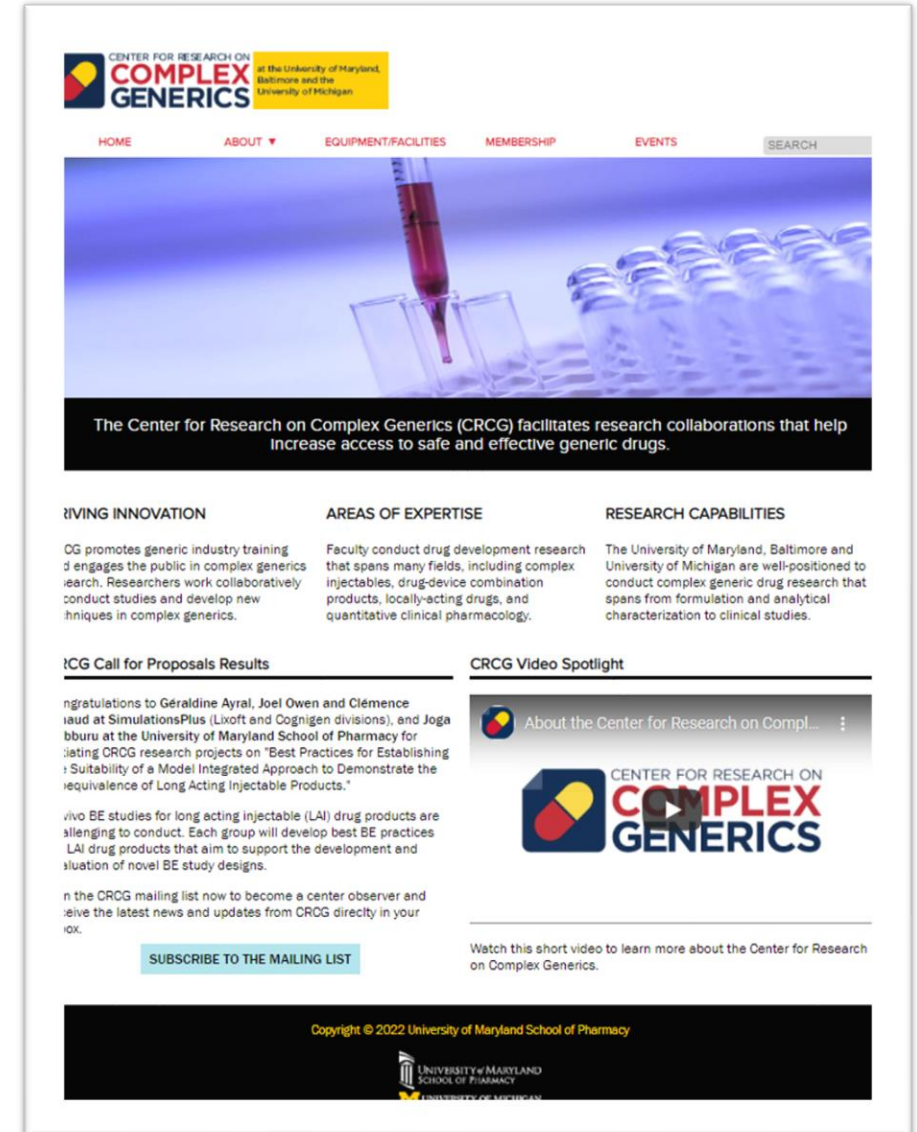 CENTER FOR RESEARCH ON
COMPLEX
GENERICS
at the University of Maryland,
Baltimore and the
University of Michigan
HOME ABOUT ▼ EQUIPMENT/FACILITIES MEMBERSHIP EVENTS SEARCH
The Center for Research on Complex Generics (CRCG) facilitates research collaborations that help
increase access to safe and effective generic drugs.
IVING INNOVATION
CG promotes generic industry training
d engages the public in complex generics
search. Researchers work collaboratively
conduct studies and develop new
chniques in complex generics.
AREAS OF EXPERTISE
Faculty conduct drug development research
that spans many fields, including complex
injectables, drug-device combination
products, locally-acting drugs, and
quantitative clinical pharmacology.
RESEARCH CAPABILITIES
The University of Maryland, Baltimore and
University of Michigan are well-positioned to
conduct complex generic drug research that
spans from formulation and analytical
characterization to clinical studies.
CG Call for Proposals Results
ngratulations to Géraldine Ayral, Joel Owen and Clémence
naud at SimulationsPlus (Lixoft and Cognigen divisions), and Joga
bburu at the University of Maryland School of Pharmacy for
iating CRCG research projects on "Best Practices for Establishing
Suitability of a Model Integrated Approach to Demonstrate the
equivalence of Long Acting Injectable Products."
vivo BE studies for long acting injectable (LAI) drug products are
allenging to conduct. Each group will develop best BE practices
LAI drug products that aim to support the development and
aluation of novel BE study designs.
n the CRCG mailing list now to become a center observer and
eive the latest news and updates from CRCG direclty in your
ox.
SUBSCRIBE TO THE MAILING LIST
CRCG Video Spotlight
About the Center for Research on Compl...
CENTER FOR RESEARCH ON
COMPLEX
GENERICS
Watch this short video to learn more about the Center for Research
on Complex Generics.
Copyright © 2022 University of Maryland School of Pharmacy
UNIVERSITY of MARYLAND
SCHOOL OF PHARMACY
UNIVERSITY OF MICHIGAN